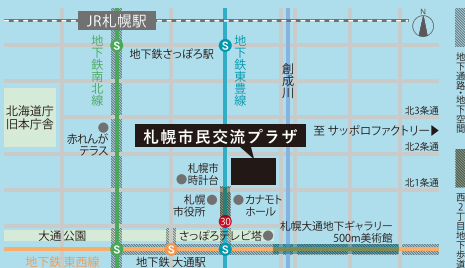 JR札幌駅
N
地下鉄南北線
S
地下鉄さっぽろ駅
S
地下鉄東豊線
創成川
地下通路・地下空間
北海道庁
旧本庁舎
赤れんが
テラス
北3条通
札幌市民交流プラザ
至 サッポロファクトリー▶
北2条通
札幌市
時計台
北1条通
西2丁目地下歩道
札幌
市役所
カナモト
ホール
30
大通公園
さっぽろテレビ塔
札幌大通地下ギャラリー
500m美術館
S
S
S
地下鉄 東西線
地下鉄 大通駅